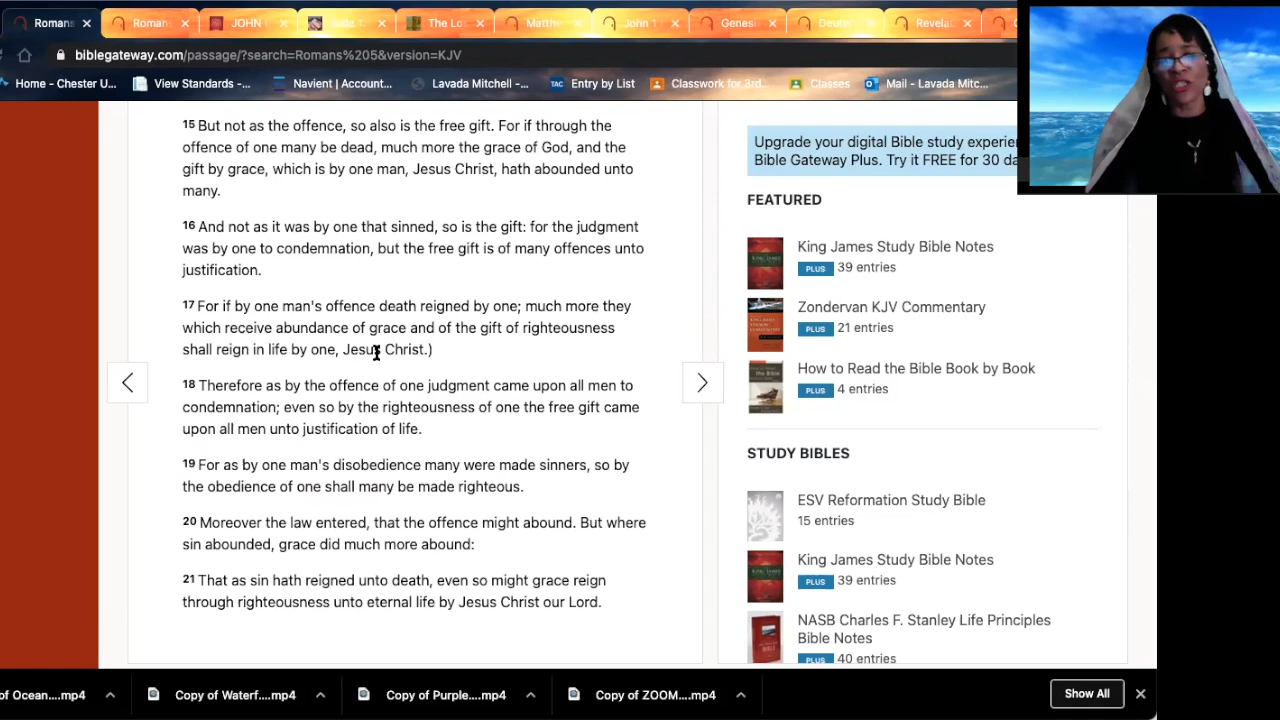 Romans
Roman
JOHN
The Lo
Matth
John 1
Genesi
Revela
biblegateway.com/passage/?search=Romans%205&version=KJV
Home - Chester U... View Standards -... Navient | Account... Lavada Mitchell -... TAC Entry by List Classwork for 3rd... Classes Mail - Lavada Mitc...
15 But not as the offence, so also is the free gift. For if through the
offence of one many be dead, much more the grace of God, and the
gift by grace, which is by one man, Jesus Christ, hath abounded unto
many.
16 And not as it was by one that sinned, so is the gift: for the judgment
was by one to condemnation, but the free gift is of many offences unto
justification.
17 For if by one man's offence death reigned by one; much more they
which receive abundance of grace and of the gift of righteousness
shall reign in life by one, Jesus Christ.)
18 Therefore as by the offence of one judgment came upon all men to
condemnation; even so by the righteousness of one the free gift came
upon all men unto justification of life.
19 For as by one man's disobedience many were made sinners, so by
the obedience of one shall many be made righteous.
20 Moreover the law entered, that the offence might abound. But where
sin abounded, grace did much more abound:
21 That as sin hath reigned unto death, even so might grace reign
through righteousness unto eternal life by Jesus Christ our Lord.
Upgrade your digital Bible study experien
Bible Gateway Plus. Try it FREE for 30 da
FEATURED
King James Study Bible Notes
PLUS 39 entries
Zondervan KJV Commentary
PLUS 21 entries
How to Read the Bible Book by Book
PLUS 4 entries
STUDY BIBLES
ESV Reformation Study Bible
15 entries
King James Study Bible Notes
PLUS 39 entries
NASB Charles F. Stanley Life Principles
Bible Notes
PLUS 40 entries
of Ocean....mp4 Copy of Waterf....mp4 Copy of Purple....mp4 Copy of ZOOM....mp4 Show All